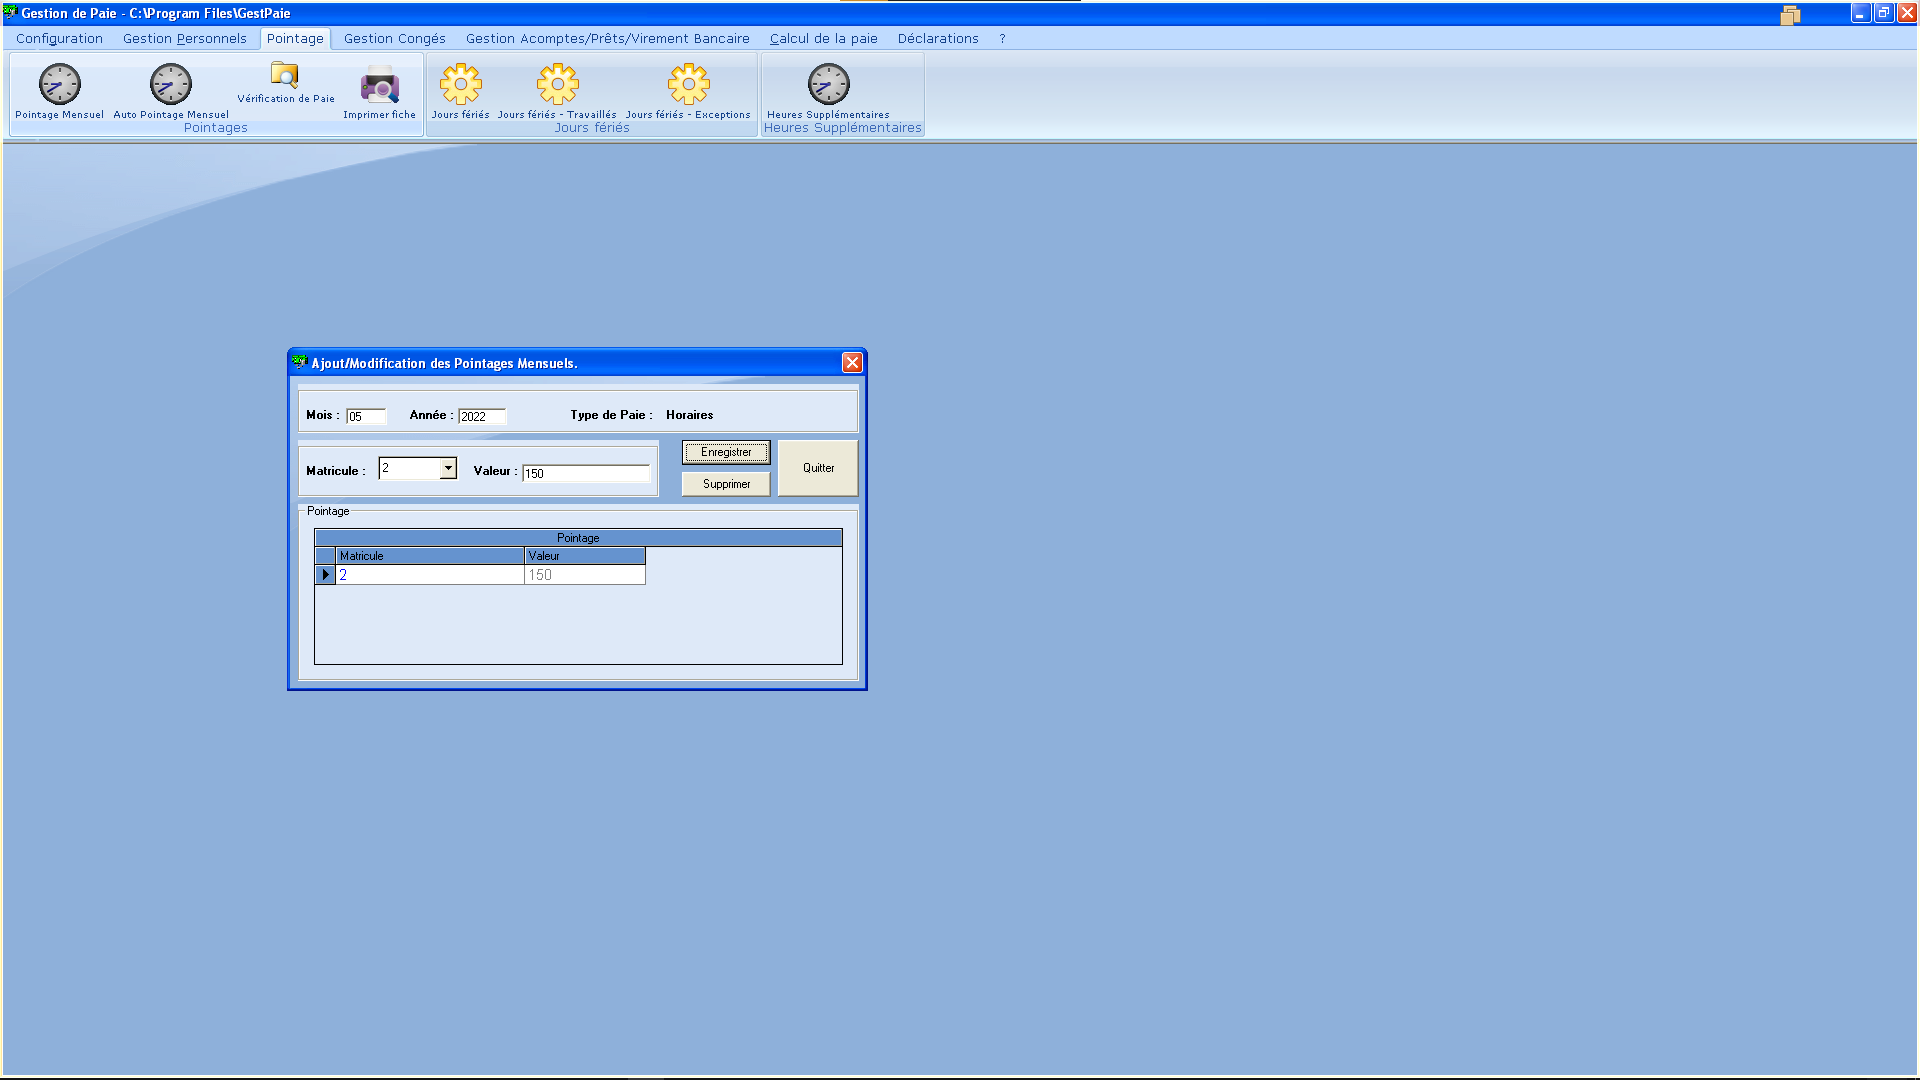 Gestion de Paie - C:\Program Files\GestPaie
Configuration Gestion Personnels Pointage Gestion Congés Gestion Acomptes/Prêts/Virement Bancaire Calcul de la paie Déclarations ?
Pointage Mensuel Auto Pointage Mensuel Vérification de Paie Imprimer fiche Jours fériés Jours fériés - Travaillés Jours fériés - Exceptions Heures Supplémentaires
Pointages Jours fériés Heures Supplémentaires
Ajout/Modification des Pointages Mensuels.
Mois : 05 Année : 2022 Type de Paie : Horaires
Matricule : 2 Valeur : 150 Enregistrer Quitter
Supprimer
Pointage
Pointage
Matricule Valeur
2 150